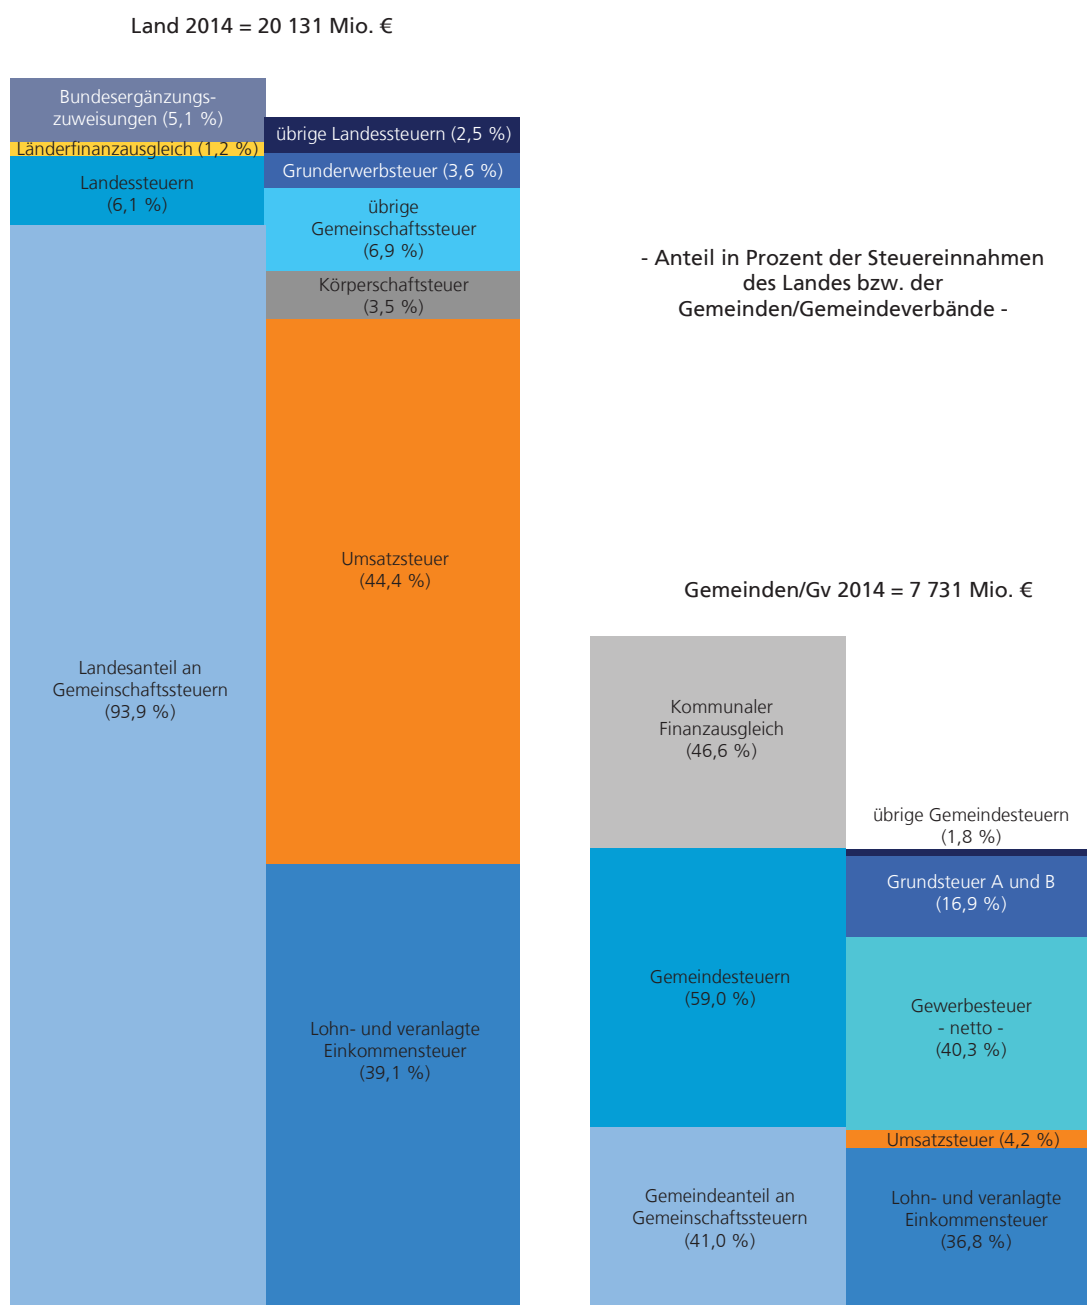 Land 2014 = 20 131 Mio. €
Bundesergänzungs-
zuweisungen (5,1 %)
Länderfinanzausgleich (1,2 %)
Landessteuern
(6,1 %)
Landesanteil an
Gemeinschaftssteuern
(93,9 %)
übrige Landessteuern (2,5 %)
Grunderwerbsteuer (3,6 %)
übrige
Gemeinschaftssteuer
(6,9 %)
Körperschaftsteuer
(3,5 %)
Umsatzsteuer
(44,4 %)
Lohn- und veranlagte
Einkommensteuer
(39,1 %)
- Anteil in Prozent der Steuereinnahmen
des Landes bzw. der
Gemeinden/Gemeindeverbände -
Gemeinden/Gv 2014 = 7 731 Mio. €
Kommunaler
Finanzausgleich
(46,6 %)
Gemeindesteuern
(59,0 %)
Gemeindeanteil an
Gemeinschaftssteuern
(41,0 %)
übrige Gemeindesteuern
(1,8 %)
Grundsteuer A und B
(16,9 %)
Gewerbesteuer
- netto -
(40,3 %)
Umsatzsteuer (4,2 %)
Lohn- und veranlagte
Einkommensteuer
(36,8 %)